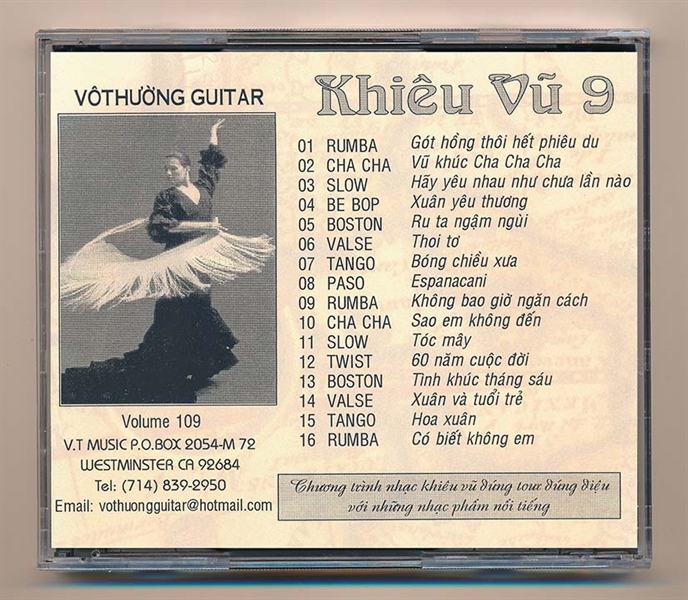 VÔTHƯỜNG GUITAR
Khiêu Vũ 9
01 RUMBA Gót hồng thôi hết phiêu du
02 CHA CHA Vũ khúc Cha Cha Cha
03 SLOW Hãy yêu nhau như chưa lần nào
04 BE BOP Xuân yêu thương
05 BOSTON Ru ta ngậm ngùi
06 VALSE Thoi tơ
07 TANGO Bóng chiều xưa
08 PASO Espanacani
09 RUMBA Không bao giờ ngăn cách
10 CHA CHA Sao em không đến
11 SLOW Tóc mây
12 TWIST 60 năm cuộc đời
13 BOSTON Tình khúc tháng sáu
14 VALSE Xuân và tuổi trẻ
15 TANGO Hoa xuân
16 RUMBA Có biết không em
Volume 109
V.T MUSIC P.O.BOX 2054-M 72
WESTMINSTER CA 92684
Tel: (714) 839-2950
Email: vothuongguitar@hotmail.com
Chương trình nhạc khiêu vũ đúng tour đúng điệu
với những nhạc phẩm nổi tiếng